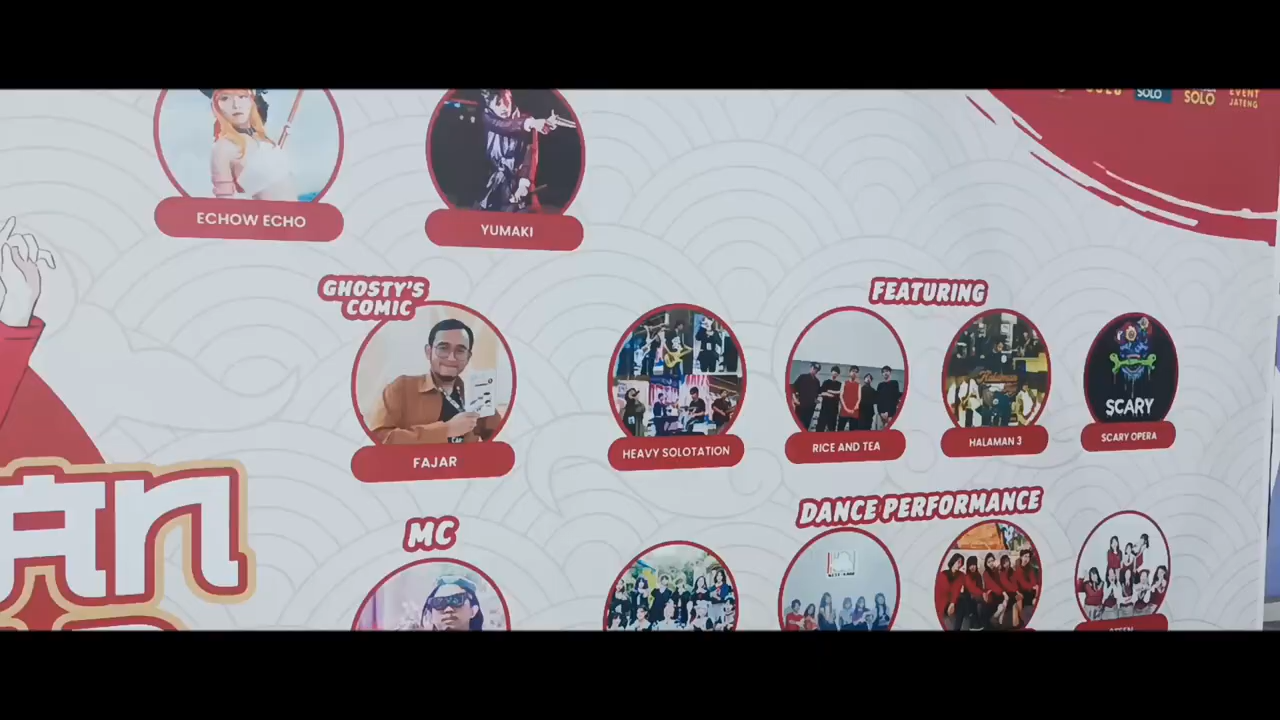 SOLO
SOLO
EVENT
JATENG
ECHOW ECHO
YUMAKI
GHOSTY'S
COMIC
FEATURING
SCARY
FAJAR
HEAVY SOLOTATION
RICE AND TEA
HALAMAN 3
SCARY OPERA
MC
DANCE PERFORMANCE